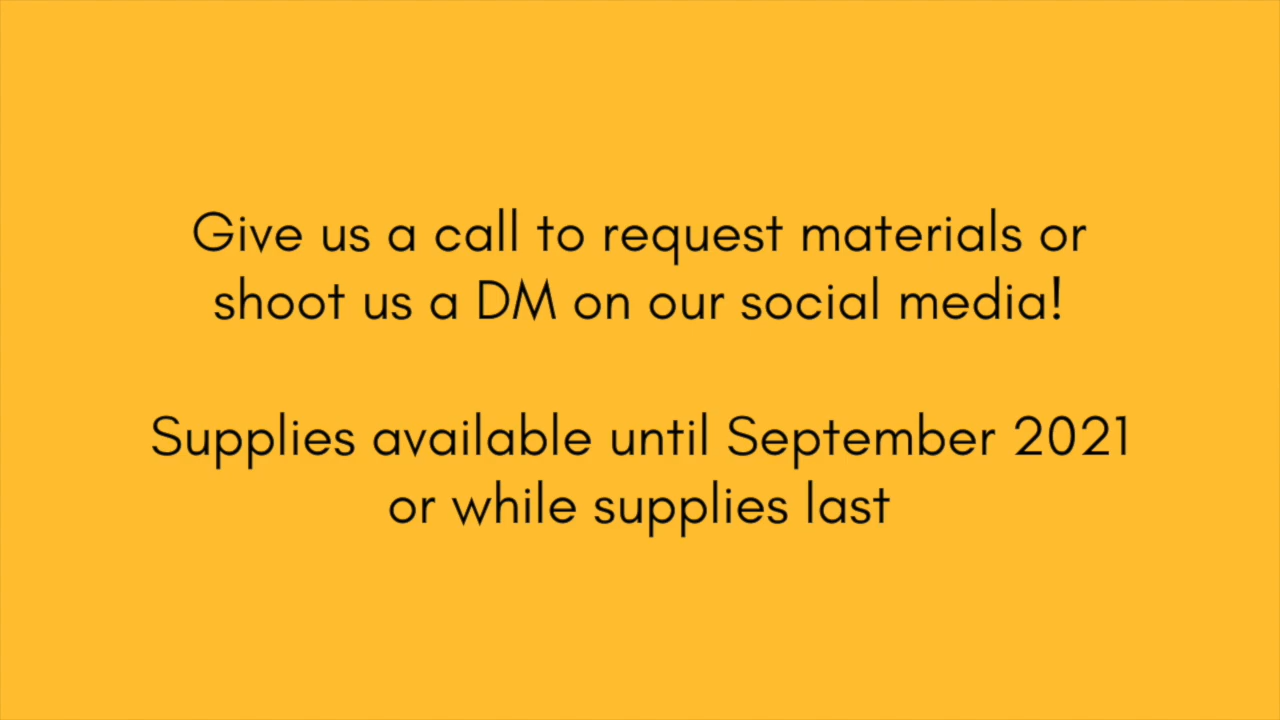 Give us a call to request materials or
shoot us a DM on our social media!
Supplies available until September 2021
or while supplies last